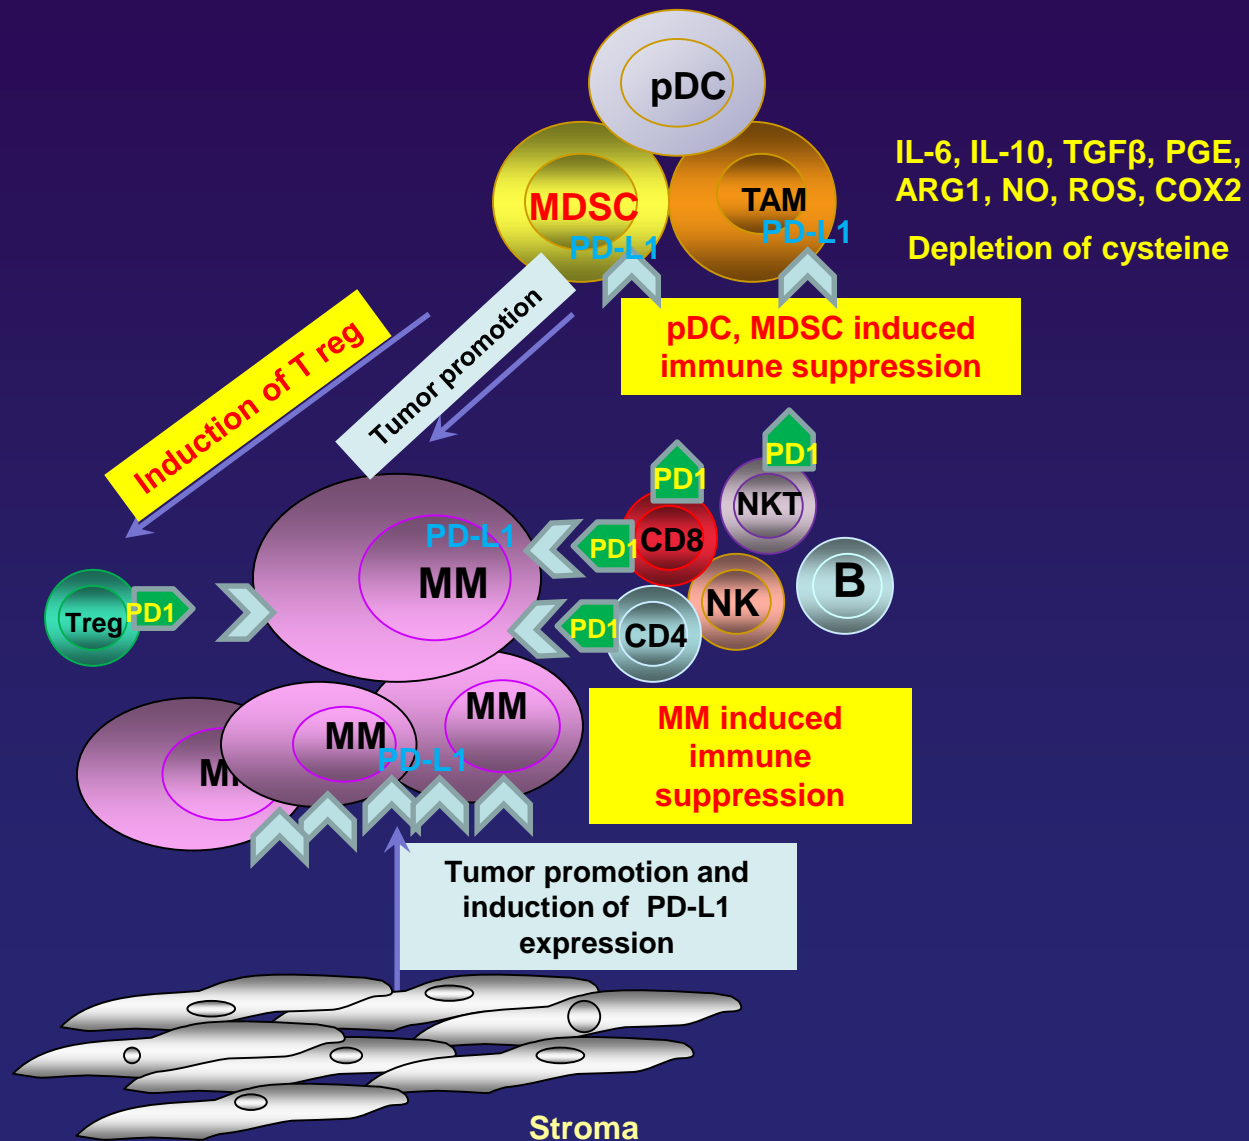 pDC
MDSC
TAM
PD-L1
PD-L1
IL-6, IL-10, TGFβ, PGE,
ARG1, NO, ROS, COX2
Depletion of cysteine
pDC, MDSC induced
immune suppression
Induction of T reg
Tumor promotion
PD1
PD1
NKT
PD-L1
PD1
CD8
MM
B
NK
Treg
PD1
PD1
CD4
MM
MM
PD-L1
MM induced
immune
suppression
Tumor promotion and
induction of PD-L1
expression
Stroma